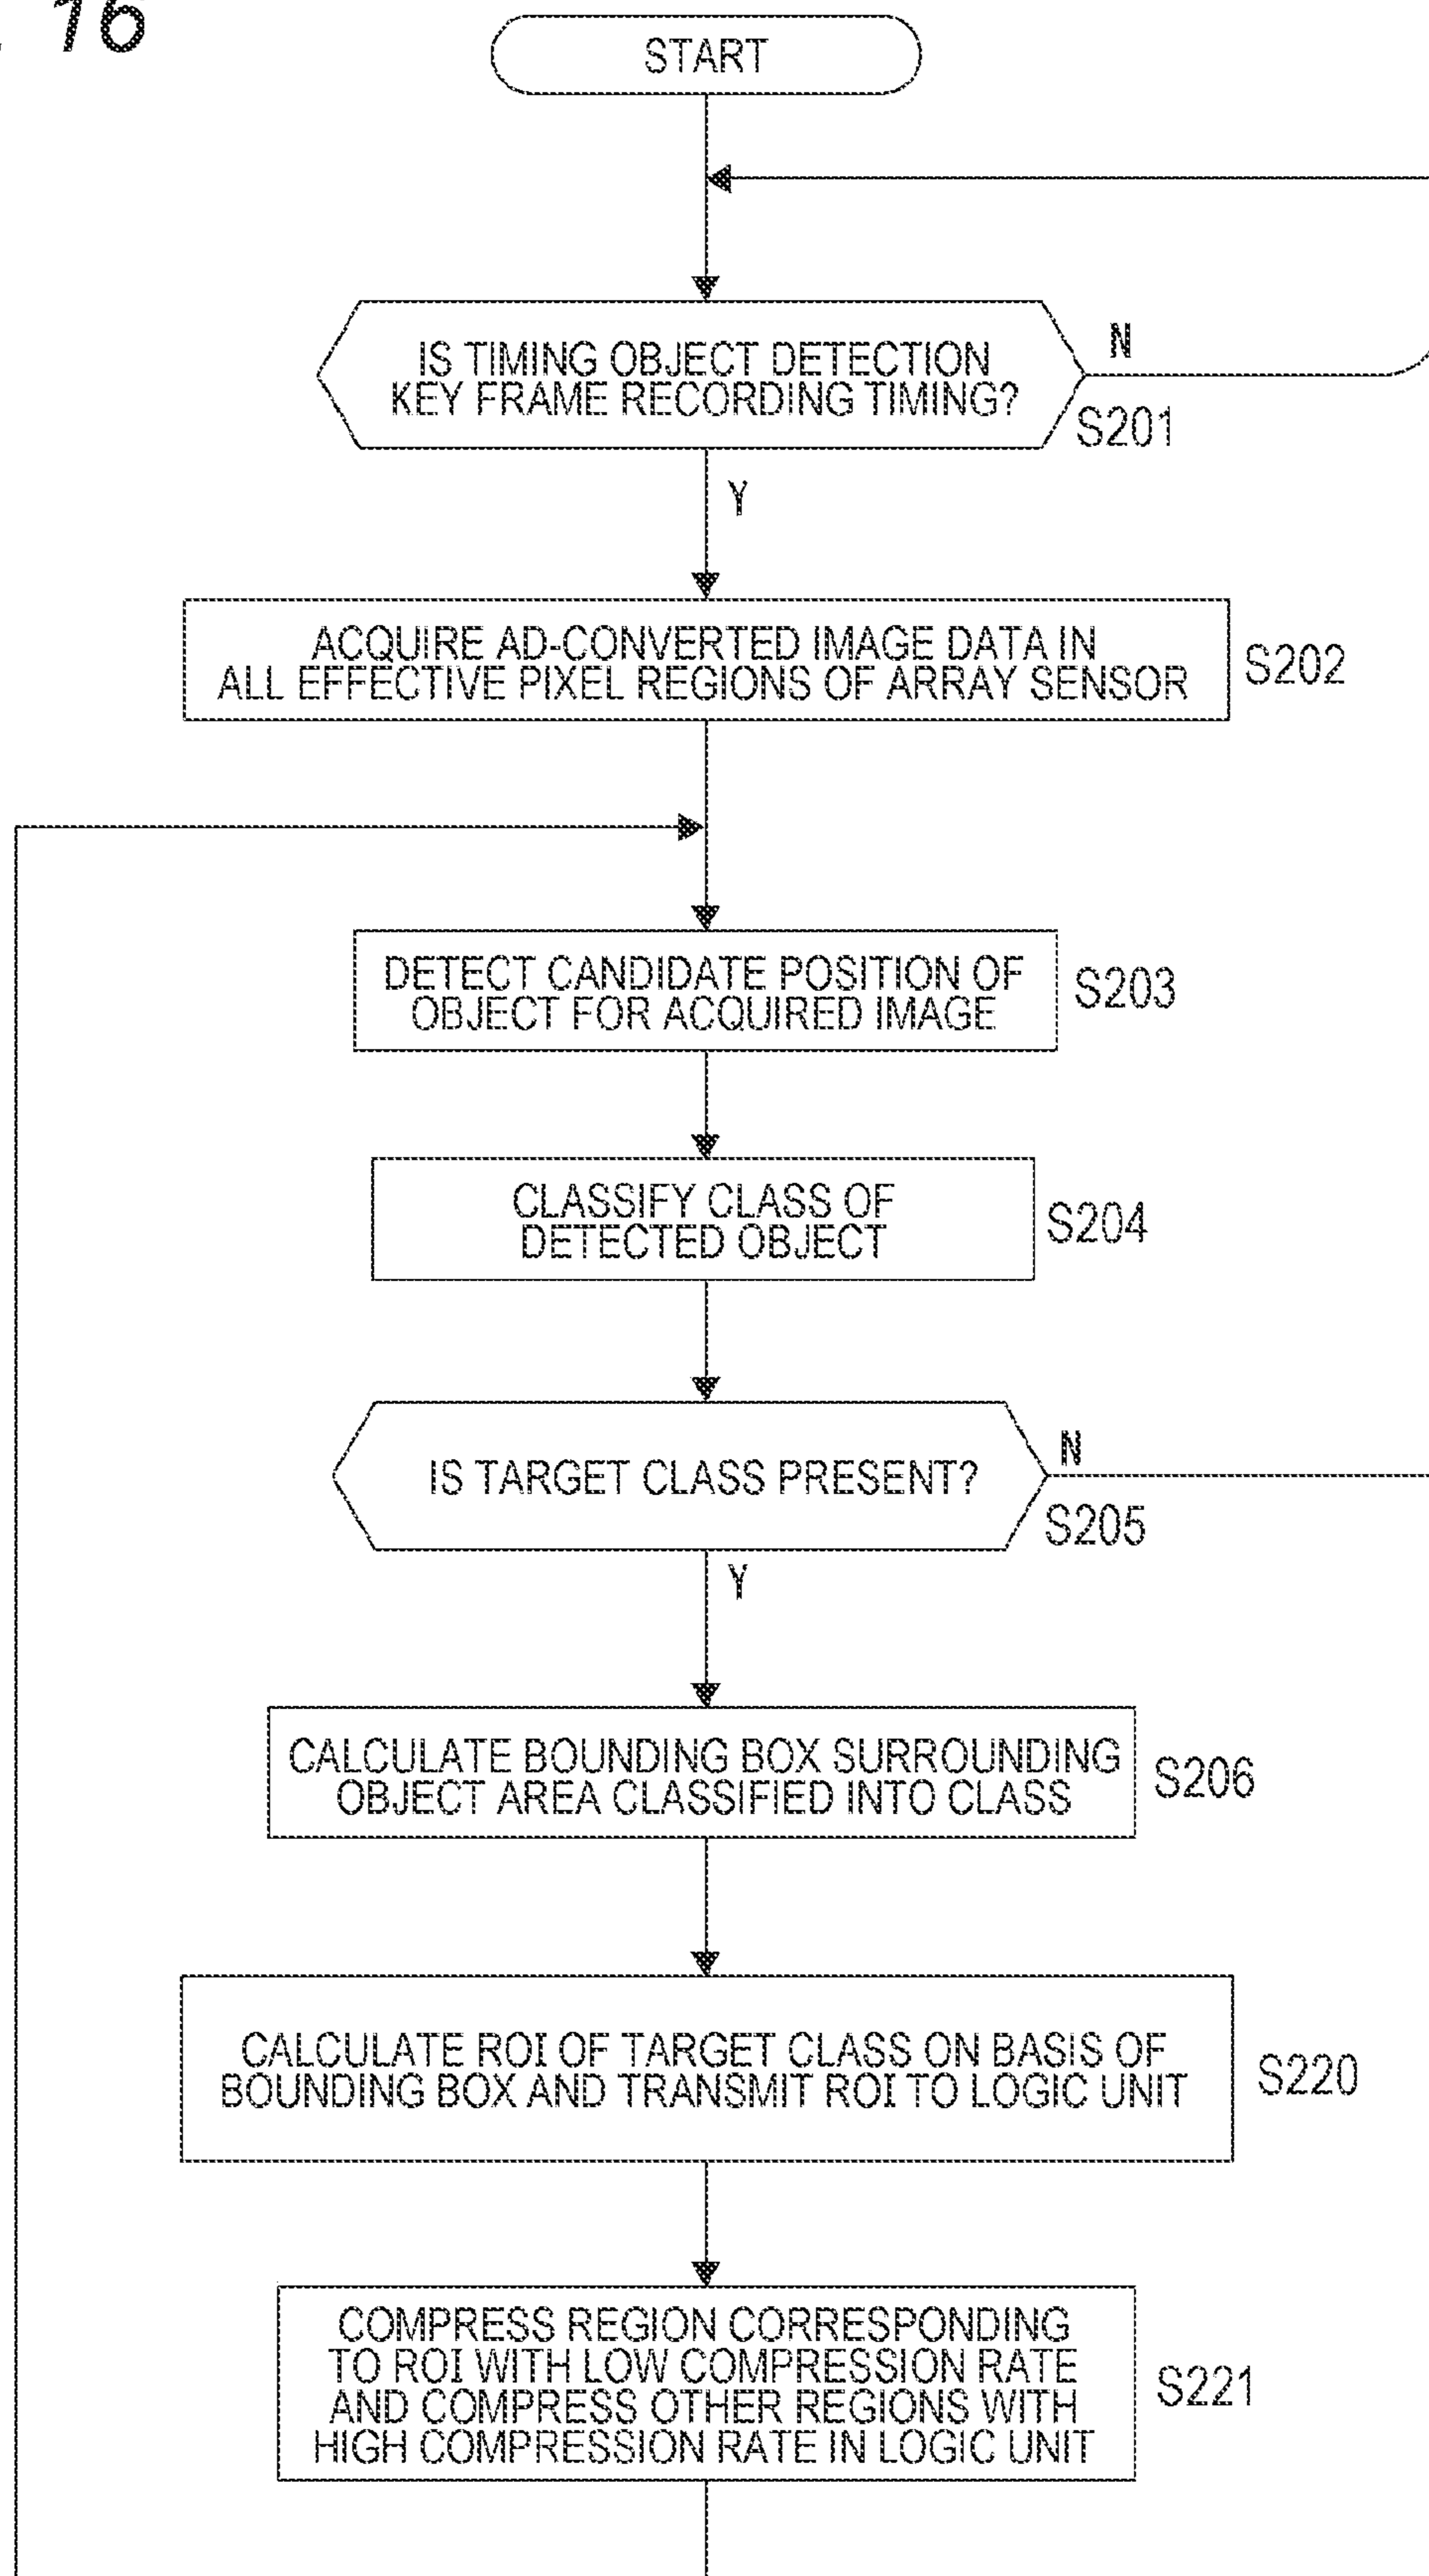 16
START
IS TIMING OBJECT DETECTION
KEY FRAME RECORDING TIMING?
N
S201
Y
ACQUIRE AD-CONVERTED IMAGE DATA IN
ALL EFFECTIVE PIXEL REGIONS OF ARRAY SENSOR
S202
DETECT CANDIDATE POSITION OF
OBJECT FOR ACQUIRED IMAGE
S203
CLASSIFY CLASS OF
DETECTED OBJECT
S204
IS TARGET CLASS PRESENT?
N
S205
Y
CALCULATE BOUNDING BOX SURROUNDING
OBJECT AREA CLASSIFIED INTO CLASS
S206
CALCULATE ROI OF TARGET CLASS ON BASIS OF
BOUNDING BOX AND TRANSMIT ROI TO LOGIC UNIT
S220
COMPRESS REGION CORRESPONDING
TO ROI WITH LOW COMPRESSION RATE
AND COMPRESS OTHER REGIONS WITH
HIGH COMPRESSION RATE IN LOGIC UNIT
S221